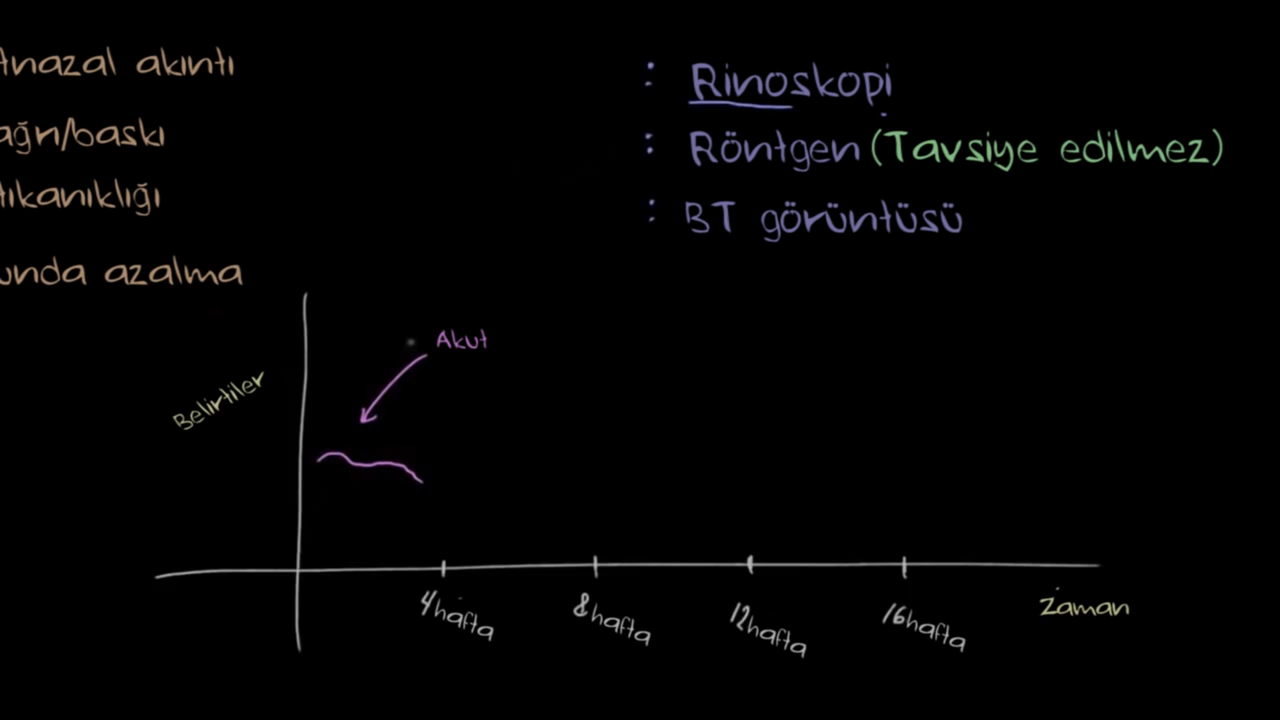 tnazal akıntı
ağrı/baskı
tıkanıklığı
unda azalma
: Rinoskopi
: Röntgen (Tavsiye edilmez)
: BT görüntüsü
Akut
Belirtiler
4hafta
8hafta
12hafta
16hafta
Zaman